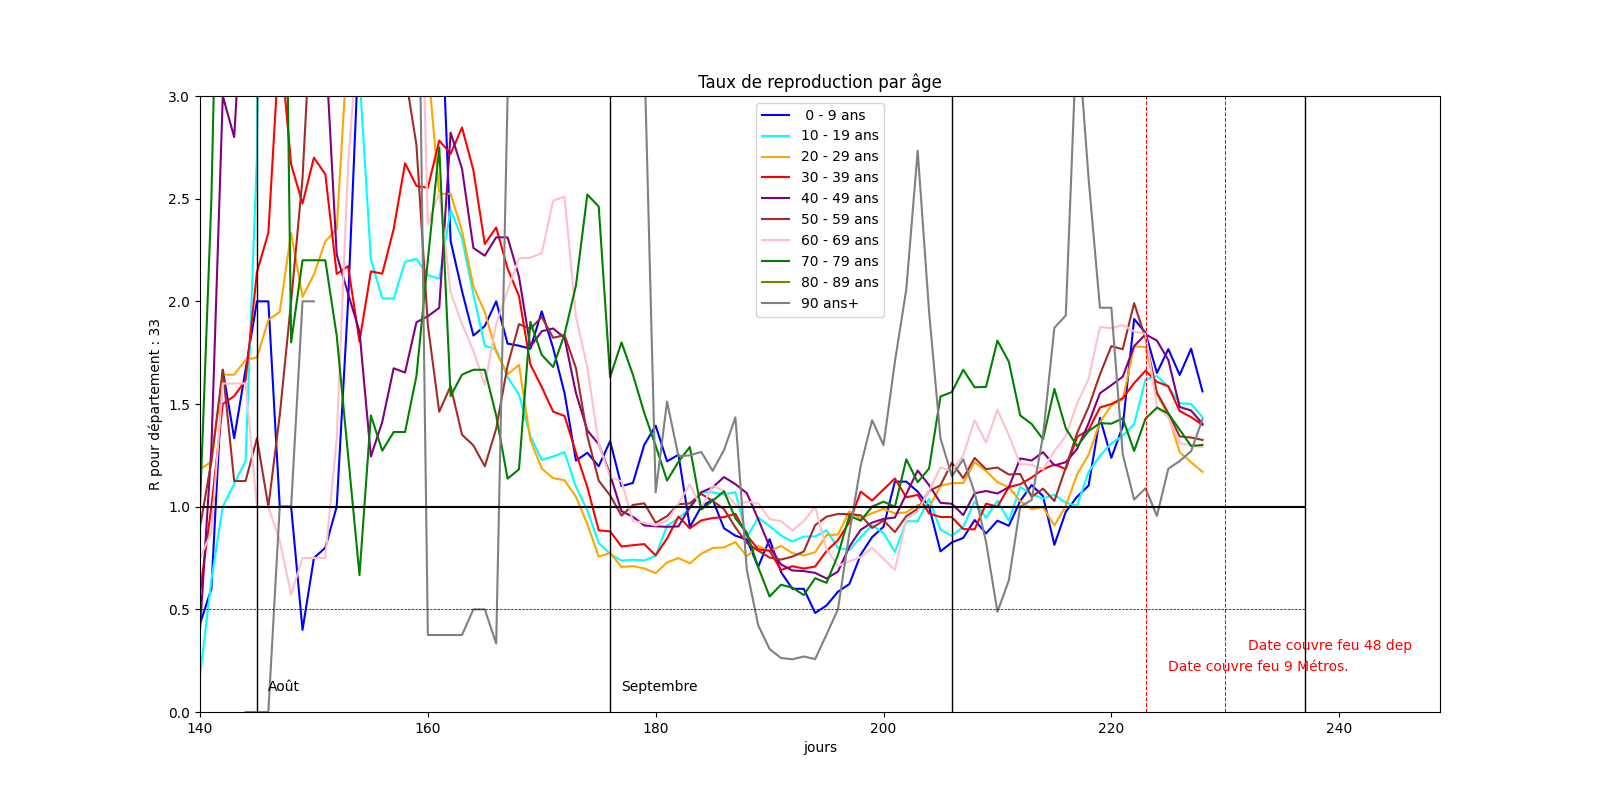 Taux de reproduction par âge
R pour département : 33
3.0
2.5
2.0
1.5
1.0
0.5
0.0
0 - 9 ans
10 - 19 ans
20 - 29 ans
30 - 39 ans
40 - 49 ans
50 - 59 ans
60 - 69 ans
70 - 79 ans
80 - 89 ans
90 ans+
Date couvre feu 48 dep
Date couvre feu 9 Métros.
Août
Septembre
140
160
180
200
220
240
jours